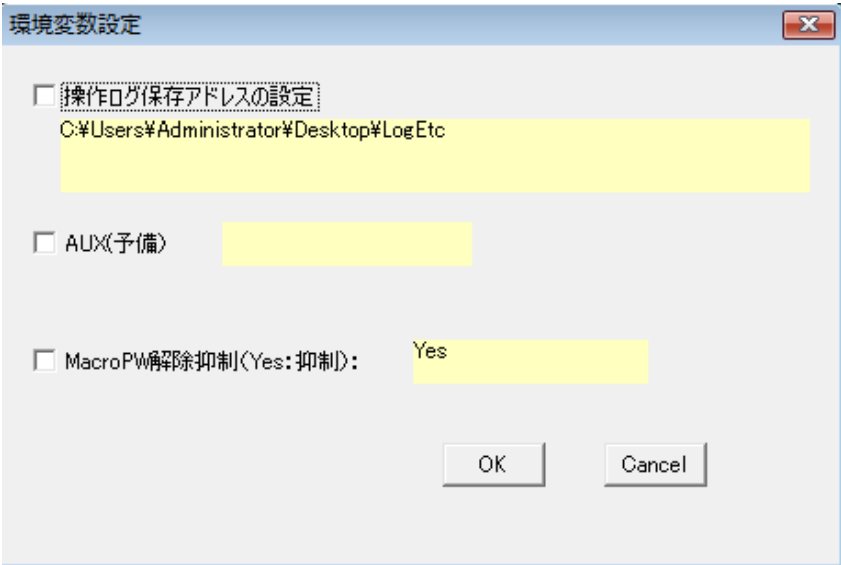 環境変数設定
操作ログ保存アドレスの設定
C:¥Users¥Administrator¥Desktop¥LogEtc
AUX(予備)
MacroPW解除抑制(Yes:抑制): Yes
OK Cancel